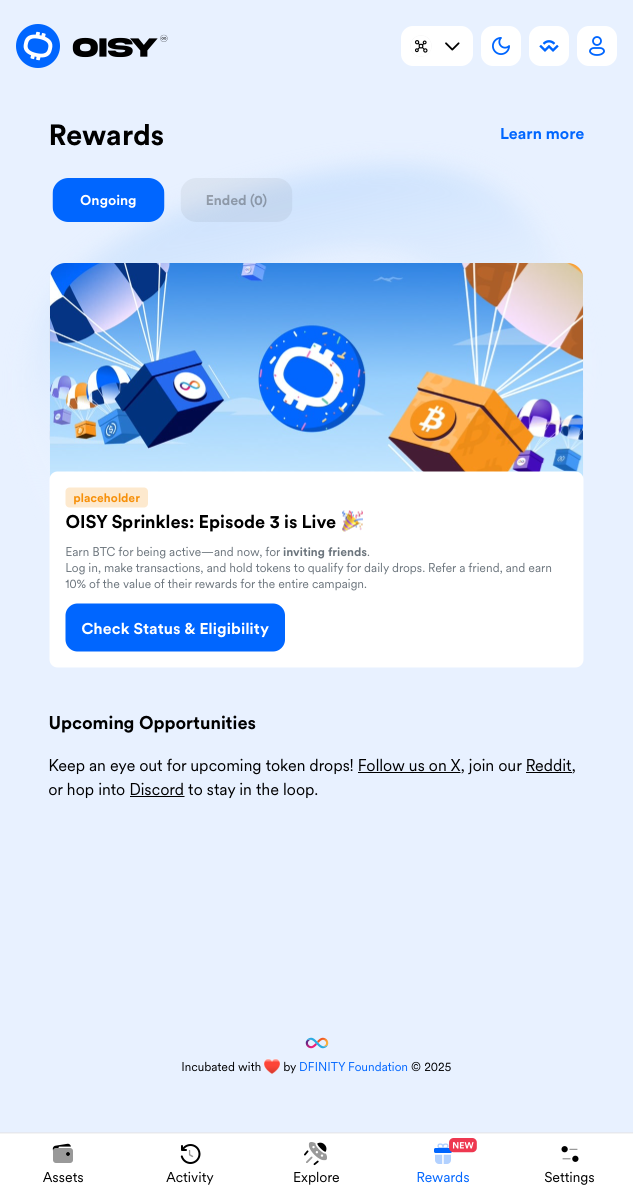 OISY
Rewards
Learn more
Ongoing
Ended (0)
placeholder
OISY Sprinkles: Episode 3 is Live 🎉
Earn BTC for being active—and now, for inviting friends.
Log in, make transactions, and hold tokens to qualify for daily drops. Refer a friend, and earn
10% of the value of their rewards for the entire campaign.
Check Status & Eligibility
Upcoming Opportunities
Keep an eye out for upcoming token drops! Follow us on X, join our Reddit,
or hop into Discord to stay in the loop.
Incubated with ❤️ by DFINITY Foundation © 2025
NEW
Assets
Activity
Explore
Rewards
Settings